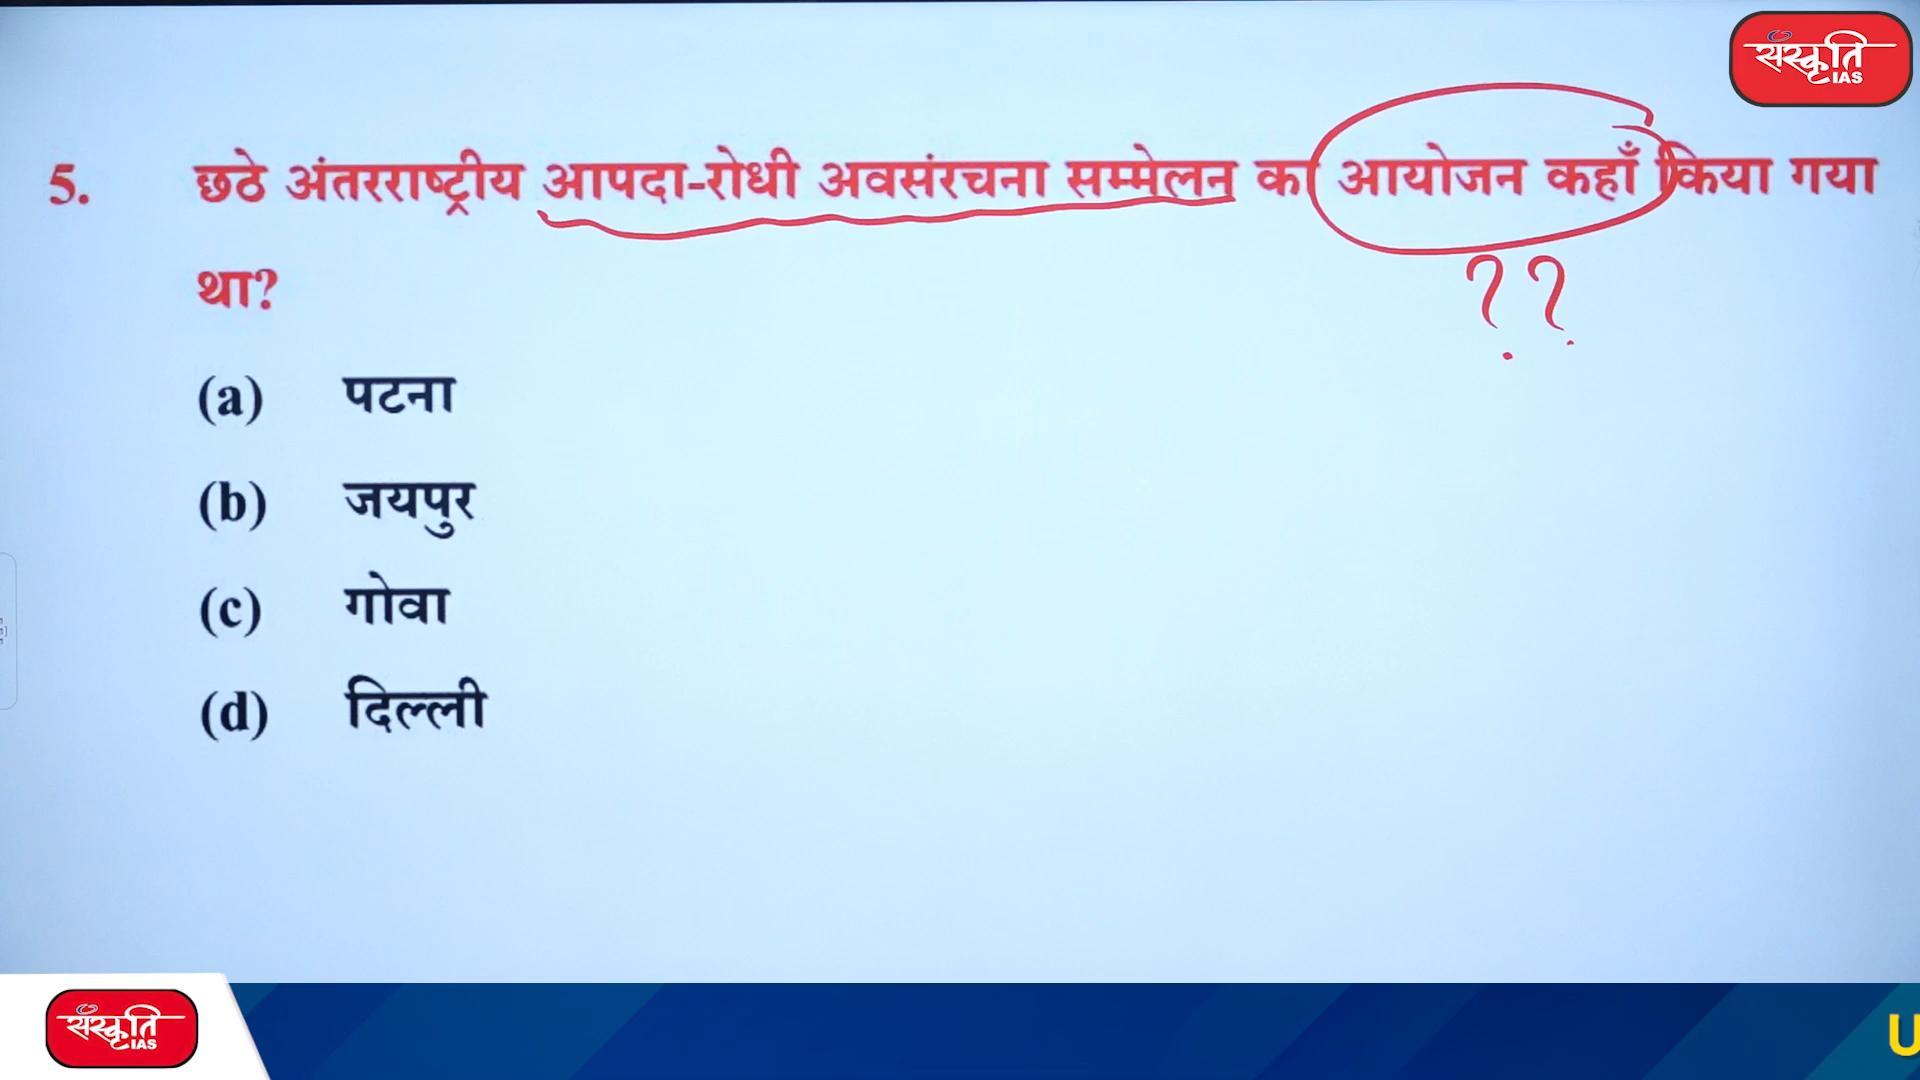 संस्कृति
IAS
5. छठे अंतरराष्ट्रीय आपदा-रोधी अवसंरचना सम्मेलन का आयोजन कहाँ किया गया
था?
??
(a) पटना
(b) जयपुर
(c) गोवा
(d) दिल्ली
संस्कृति
IAS
U